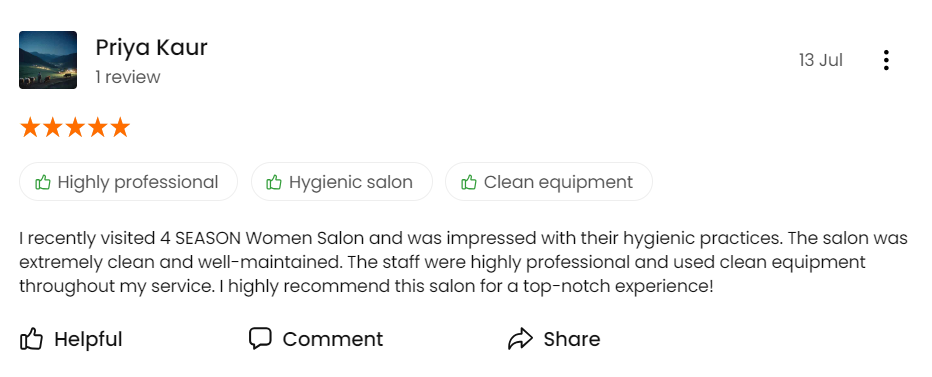 Priya Kaur
1 review
13 Jul
Highly professional
Hygienic salon
Clean equipment
I recently visited 4 SEASON Women Salon and was impressed with their hygienic practices. The salon was
extremely clean and well-maintained. The staff were highly professional and used clean equipment
throughout my service. I highly recommend this salon for a top-notch experience!
Helpful
Comment
Share